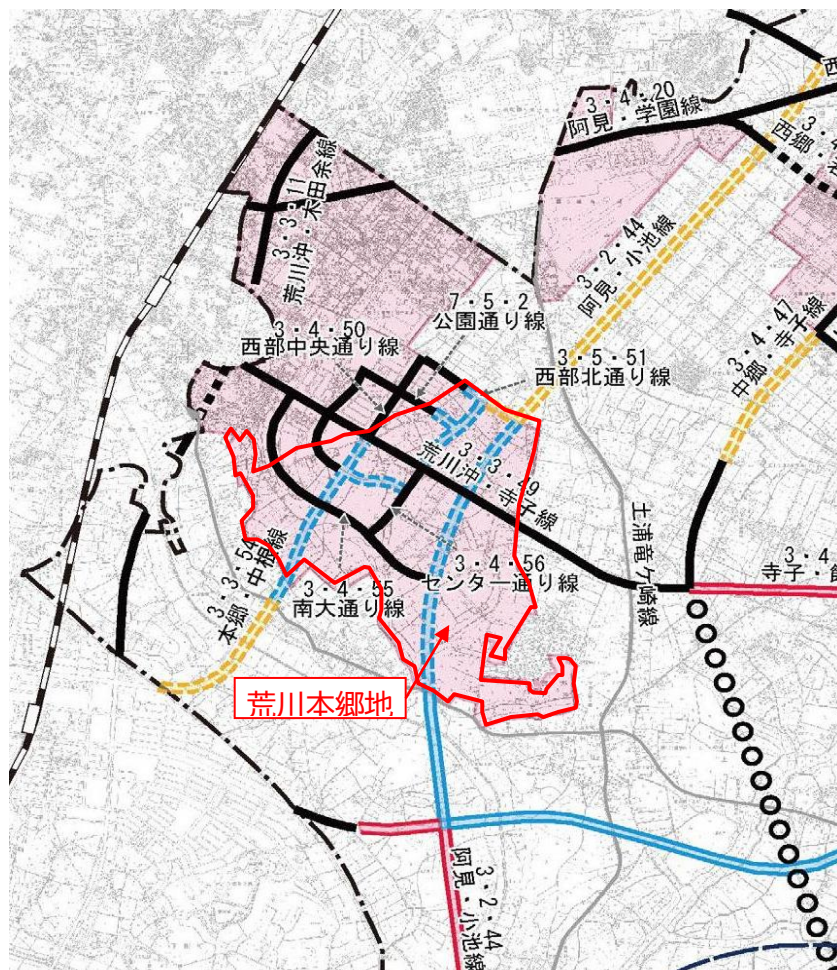 3・4・20
阿見・学園線
西
3・4
西郷・
3・3・11
荒川沖・木田余線
3・2・44
阿見・小池線
7・5・2
公園通り線
3・4・50
西部中央通り線
3・5・51
西部北通り線
3・4・47
中郷・寺子線
3・3・49
荒川沖・寺子線
土浦竜ケ崎線
3・4・56
センター通り線
3・4
寺子・
3・3・54
本郷・中根線
3・4・55
南大通り線
荒川本郷地
3・2・44
阿見・小池線